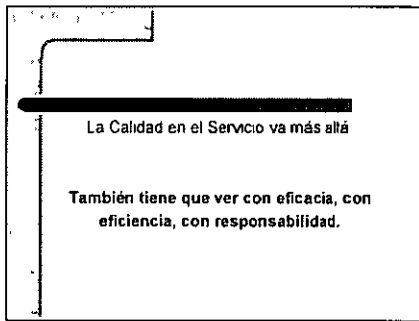 La Calidad en el Servicio va más allá
También tiene que ver con eficacia, con
eficiencia, con responsabilidad.